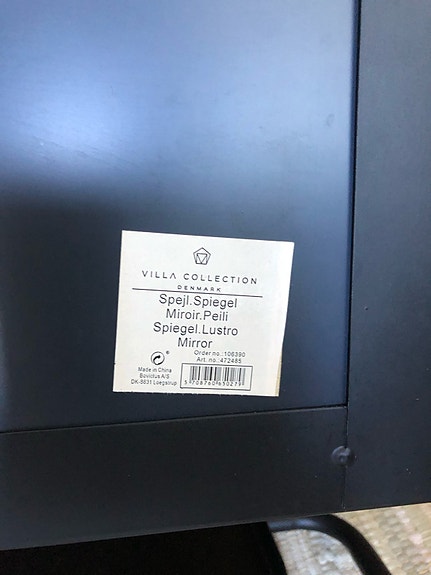 VILLA COLLECTION
DENMARK
Spejl.Spiegel
Miroir.Peili
Spiegel.Lustro
Mirror
Order no.:106390
Art. no.:472485
Made in China
Bovictus A/S
DK-8831 Loegstrup
5708760650279